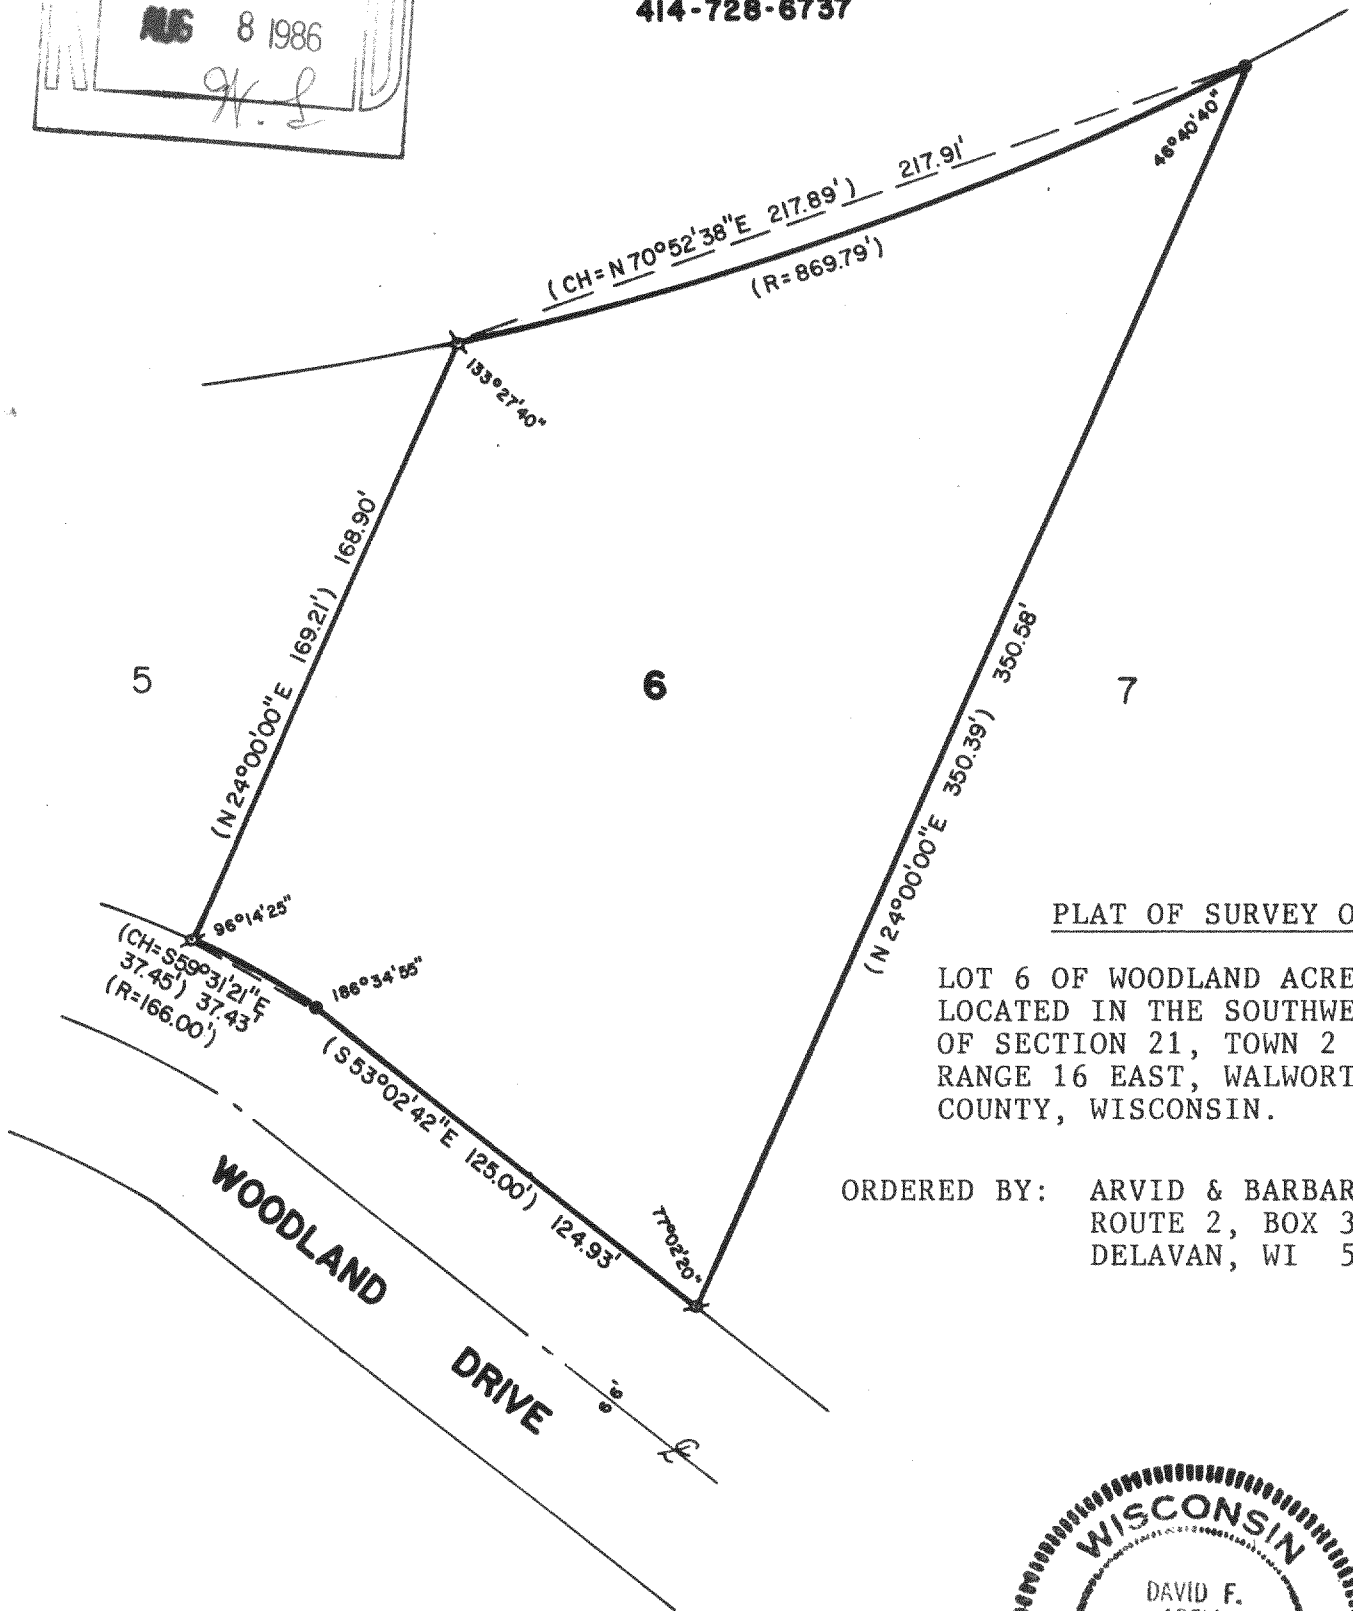 414-728-6737
AUG 8 1986
46°40'40"
(CH=N70°52'38"E 217.89') 217.91'
(R=869.79')
133°27'40"
(N24°00'00"E 169.21') 168.90'
(N24°00'00"E 350.39') 350.58'
5
6
7
96°14'25"
(CH=S59°31'21"E
37.45') 37.43'
(R=166.00')
186°34'55"
(S53°02'42"E 125.00') 124.93'
77°02'20"
WOODLAND DRIVE
66'
PLAT OF SURVEY O
LOT 6 OF WOODLAND ACRE
LOCATED IN THE SOUTHWE
OF SECTION 21, TOWN 2
RANGE 16 EAST, WALWORT
COUNTY, WISCONSIN.
ORDERED BY: ARVID & BARBAR
ROUTE 2, BOX 3
DELAVAN, WI 5
WISCONSIN
DAVID F.